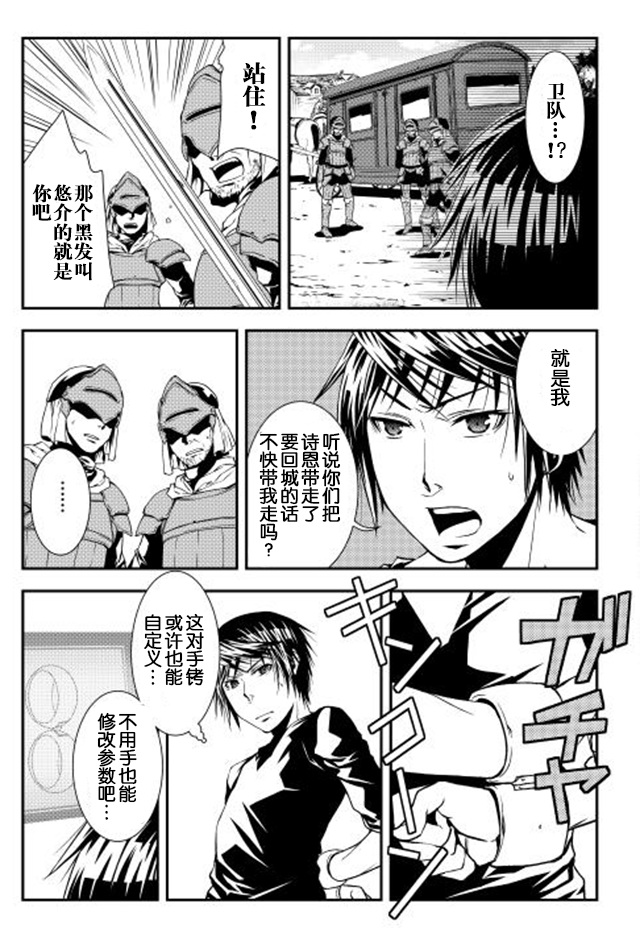 卫队…!?
站住!
那个黑发叫
悠介的就是
你吧
就是我
听说你们把
诗恩带走了
要回城的话
不快带我走吗?
……
ガチャ
キンコーン
这对手铐
或许也能
自定义…
不用手也能
修改参数吧…